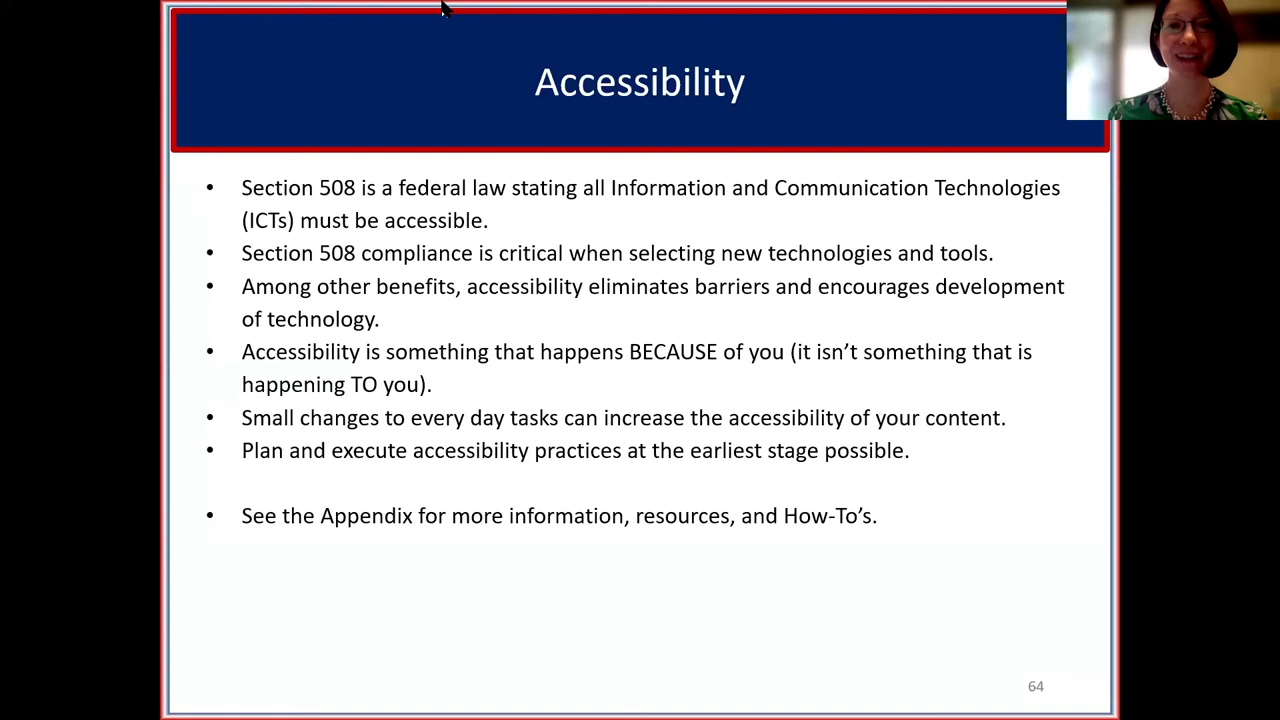 Accessibility
• Section 508 is a federal law stating all Information and Communication Technologies
(ICTs) must be accessible.
• Section 508 compliance is critical when selecting new technologies and tools.
• Among other benefits, accessibility eliminates barriers and encourages development
of technology.
• Accessibility is something that happens BECAUSE of you (it isn’t something that is
happening TO you).
• Small changes to every day tasks can increase the accessibility of your content.
• Plan and execute accessibility practices at the earliest stage possible.
• See the Appendix for more information, resources, and How-To’s.
64